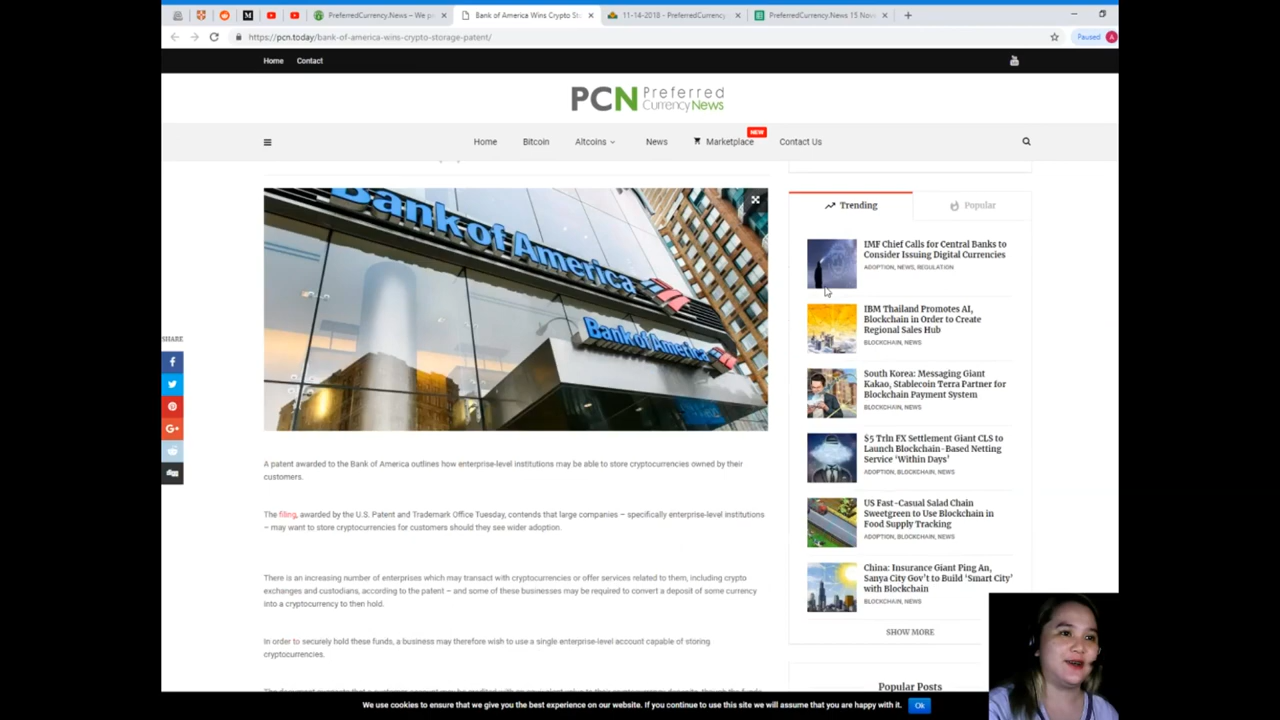 PreferredCurrency.News – We pr
Bank of America Wins Crypto Sto
11-14-2018 - PreferredCurrency
PreferredCurrency.News 15 Nov
https://pcn.today/bank-of-america-wins-crypto-storage-patent/
Paused
A
Home
Contact
PCN Preferred
CurrencyNews
NEW
Home
Bitcoin
Altcoins
News
Marketplace
Contact Us
Bank of America
Bank of America
SHARE
A patent awarded to the Bank of America outlines how enterprise-level institutions may be able to store cryptocurrencies owned by their
customers.
The filing, awarded by the U.S. Patent and Trademark Office Tuesday, contends that large companies – specifically enterprise-level institutions
– may want to store cryptocurrencies for customers should they see wider adoption.
There is an increasing number of enterprises which may transact with cryptocurrencies or offer services related to them, including crypto
exchanges and custodians, according to the patent – and some of these businesses may be required to convert a deposit of some currency
into a cryptocurrency to then hold.
In order to securely hold these funds, a business may therefore wish to use a single enterprise-level account capable of storing
cryptocurrencies.
Trending
Popular
IMF Chief Calls for Central Banks to
Consider Issuing Digital Currencies
ADOPTION, NEWS, REGULATION
IBM Thailand Promotes AI,
Blockchain in Order to Create
Regional Sales Hub
BLOCKCHAIN, NEWS
South Korea: Messaging Giant
Kakao, Stablecoin Terra Partner for
Blockchain Payment System
BLOCKCHAIN, NEWS
$5 Trln FX Settlement Giant CLS to
Launch Blockchain-Based Netting
Service ‘Within Days’
ADOPTION, BLOCKCHAIN, NEWS
US Fast-Casual Salad Chain
Sweetgreen to Use Blockchain in
Food Supply Tracking
ADOPTION, BLOCKCHAIN, NEWS
China: Insurance Giant Ping An,
Sanya City Gov’t to Build ‘Smart City’
with Blockchain
BLOCKCHAIN, NEWS
SHOW MORE
Popular Posts
We use cookies to ensure that we give you the best experience on our website. If you continue to use this site we will assume that you are happy with it.
Ok